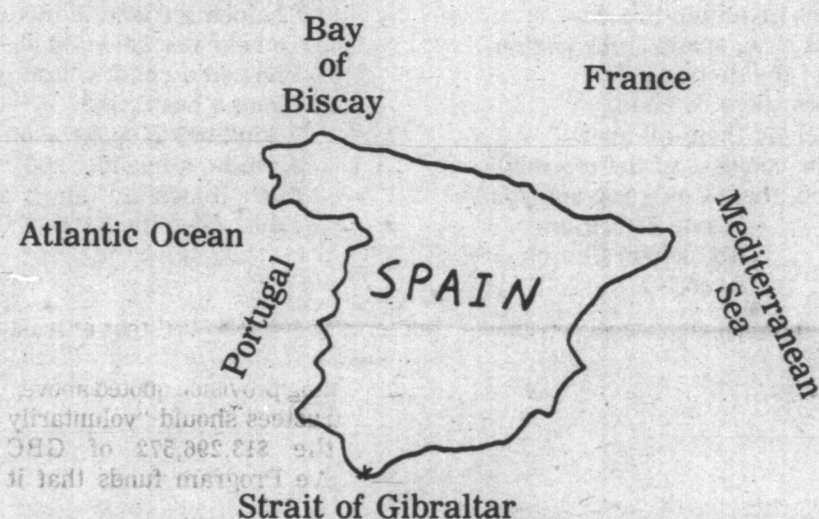 Bay
of
Biscay
France
Atlantic Ocean
Portugal
SPAIN
Mediterranean
Sea
Strait of Gibraltar